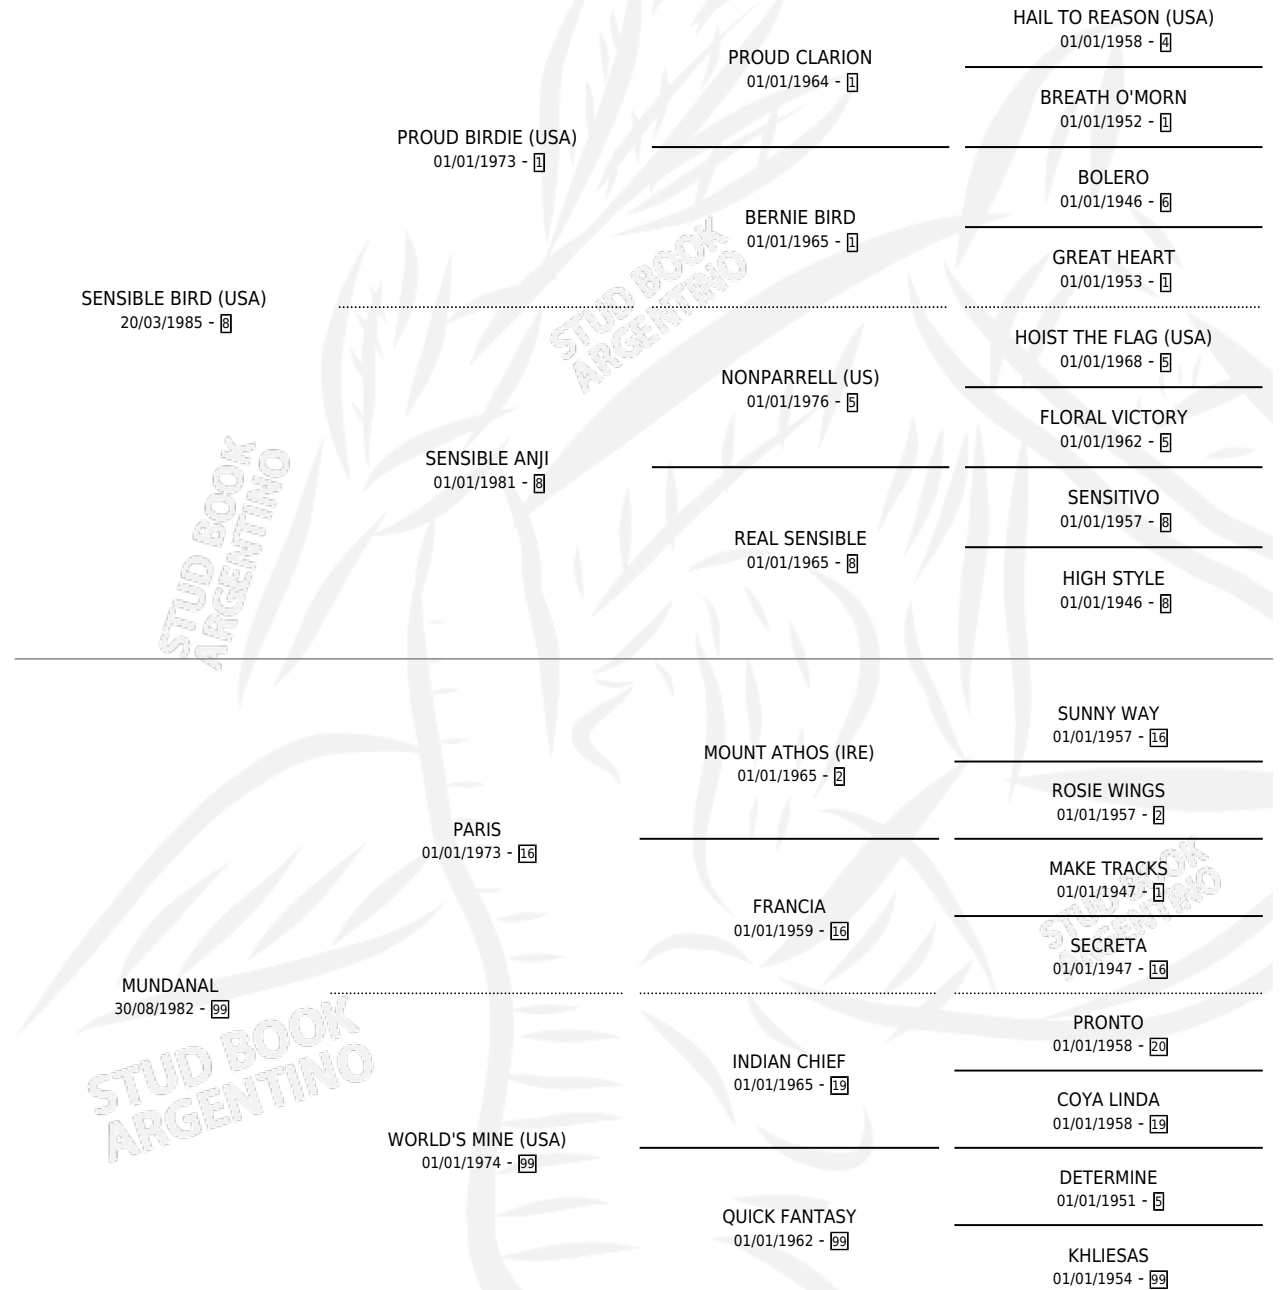 HAIL TO REASON (USA)
01/01/1958 - 4
PROUD CLARION
01/01/1964 - 1
BREATH O'MORN
01/01/1952 - 1
PROUD BIRDIE (USA)
01/01/1973 - 1
BOLERO
01/01/1946 - 6
BERNIE BIRD
01/01/1965 - 1
GREAT HEART
01/01/1953 - 1
SENSIBLE BIRD (USA)
20/03/1985 - 8
HOIST THE FLAG (USA)
01/01/1968 - 5
NONPARRELL (US)
01/01/1976 - 5
FLORAL VICTORY
01/01/1962 - 5
SENSIBLE ANJI
01/01/1981 - 8
SENSITIVO
01/01/1957 - 8
REAL SENSIBLE
01/01/1965 - 8
HIGH STYLE
01/01/1946 - 8
STUD BOOK
ARGENTINO
STUD BOOK
ARGENTINO
SUNNY WAY
01/01/1957 - 16
MOUNT ATHOS (IRE)
01/01/1965 - 2
ROSIE WINGS
01/01/1957 - 2
PARIS
01/01/1973 - 16
MAKE TRACKS
01/01/1947 - 1
FRANCIA
01/01/1959 - 16
SECRETA
01/01/1947 - 16
STUD BOOK
ARGENTINO
MUNDANAL
30/08/1982 - 99
PRONTO
01/01/1958 - 20
INDIAN CHIEF
01/01/1965 - 19
COYA LINDA
01/01/1958 - 19
WORLD'S MINE (USA)
01/01/1974 - 99
DETERMINE
01/01/1951 - 5
QUICK FANTASY
01/01/1962 - 99
KHLIESAS
01/01/1954 - 99
STUD BOOK
ARGENTINO